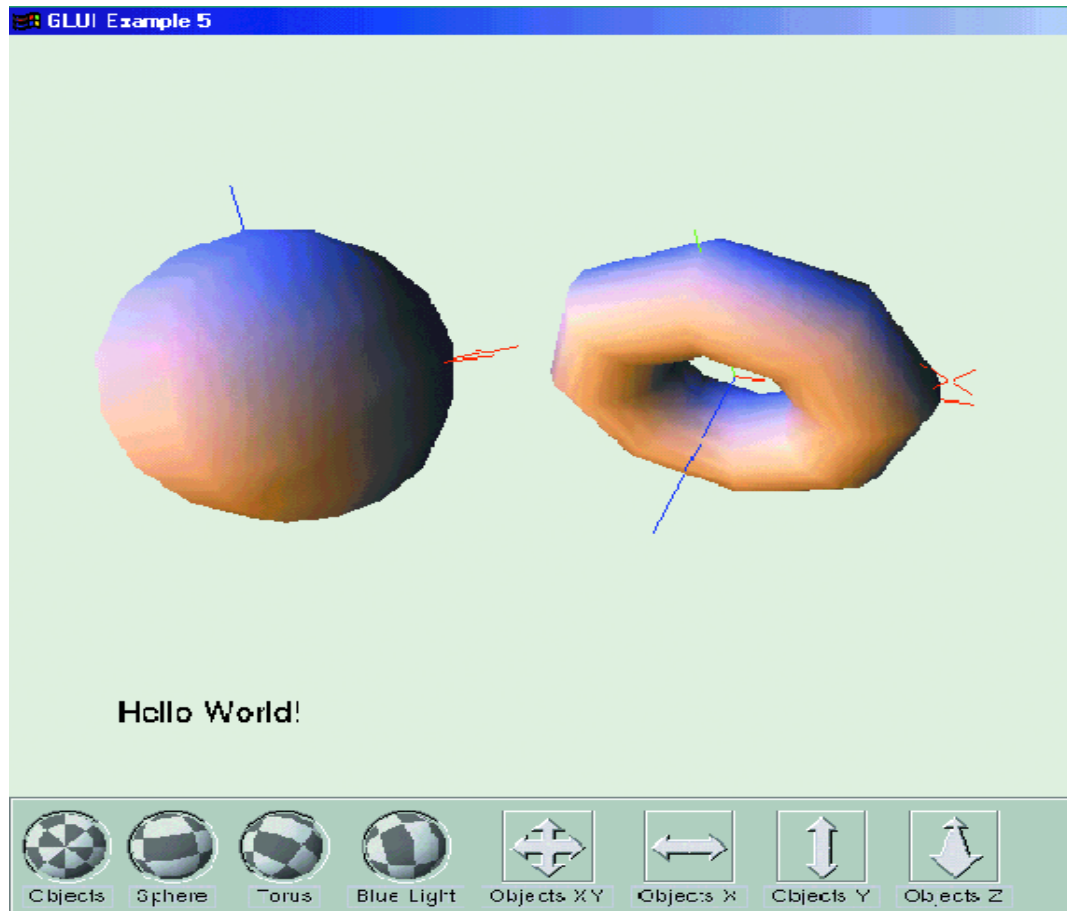 GLUI Example 5
Hello World!
Objects Sphere Torus Blue Light Objects XY Objects X Objects Y Objects Z